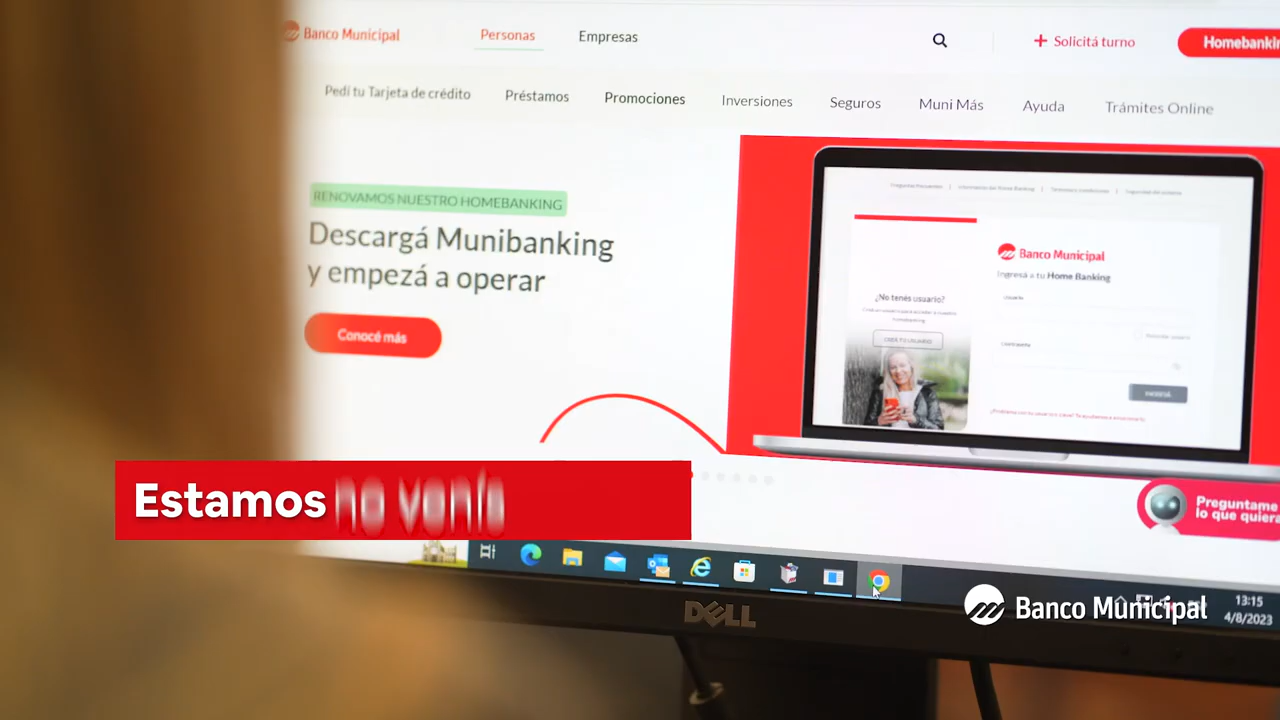 Banco Municipal
Personas
Empresas
Solicitá turno
Pedí tu Tarjeta de crédito
Préstamos
Promociones
Inversiones
Seguros
Muni Más
Ayuda
Trámites Online
RENOVAMOS NUESTRO HOMEBANKING
Descargá Munibanking
y empezá a operar
Conocé más
Banco Municipal
Ingresá a tu Home Banking
¿No tenés usuario?
Usuario
Contraseña
Preguntame
lo que
Estamos
DELL
Banco Municipal
13:15
4/8/2023